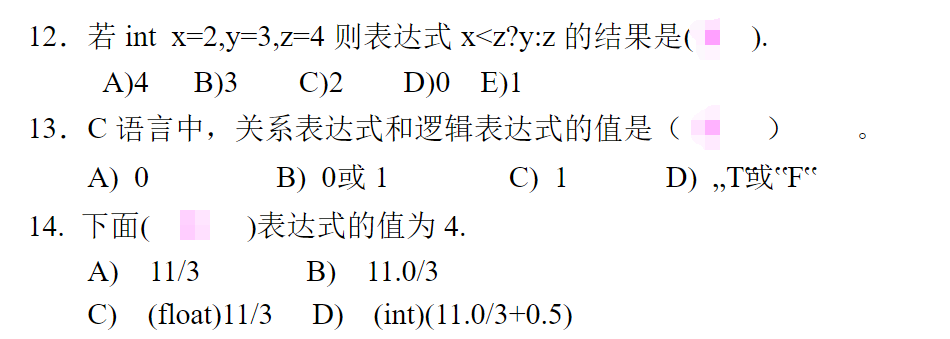 12．若 int x=2,y=3,z=4 则表达式 x<z?y:z 的结果是( ).
A)4 B)3 C)2 D)0 E)1
13．C 语言中，关系表达式和逻辑表达式的值是（ ） 。
A) 0 B) 0或 1 C) 1 D) „T‟或‟F‟
14. 下面( )表达式的值为 4.
A) 11/3 B) 11.0/3
C) (float)11/3 D) (int)(11.0/3+0.5)